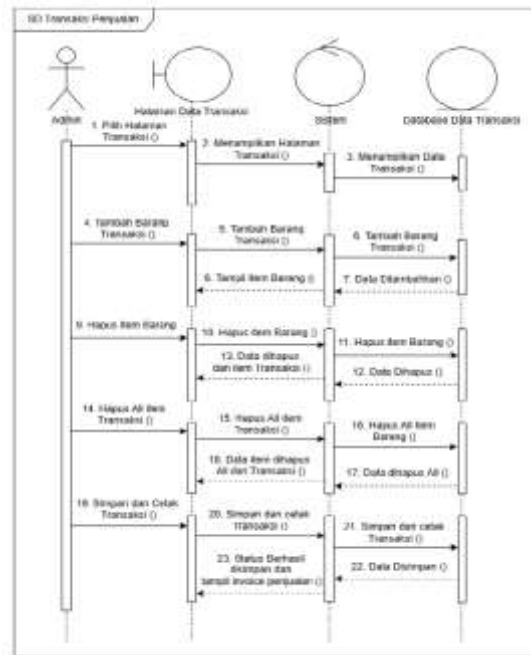 SD Transaksi Penjualan
Admin
Halaman Data Transaksi
Sistem
Database Data Transaksi
1. Pilih Halaman
Transaksi ()
2. Menampilkan Halaman
Transaksi ()
3. Menampilkan Data
Transaksi ()
4. Tambah Barang
Transaksi ()
5. Tambah Barang
Transaksi ()
6. Tambah Barang
Transaksi ()
7. Data Ditambahkan ()
8. Tampil Item Barang ()
9. Hapus Item Barang
10. Hapus Item Barang ()
11. Hapus Item Barang ()
12. Data Dihapus ()
13. Data dihapus
dari item Transaksi ()
14. Hapus All Item
Transaksi ()
15. Hapus All Item
Transaksi ()
16. Hapus All Item
Barang ()
17. Data dihapus All ()
18. Data Item dihapus
All dari Transaksi ()
19. Simpan dan Cetak
Transaksi ()
20. Simpan dan cetak
Transaksi ()
21. Simpan dan cetak
Transaksi ()
22. Data Disimpan ()
23. Status Berhasil
disimpan dan
tampil invoice penjualan ()